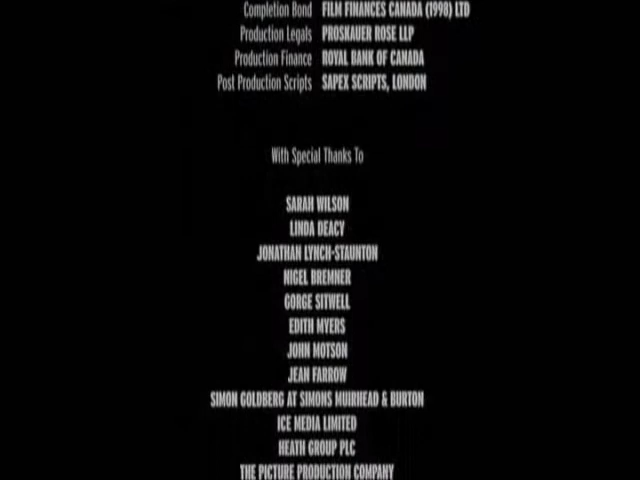 Completion Bond FILM FINANCES CANADA (1998) LTD
Production Legals PROSKAUER ROSE LLP
Production Finance ROYAL BANK OF CANADA
Post Production Scripts SAPEX SCRIPTS, LONDON
With Special Thanks To
SARAH WILSON
LINDA DEACY
JONATHAN LYNCH-STAUNTON
NIGEL BREMNER
GORGE SITWELL
EDITH MYERS
JOHN MOTSON
JEAN FARROW
SIMON GOLDBERG AT SIMONS MUIRHEAD & BURTON
ICE MEDIA LIMITED
HEATH GROUP PLC
THE PICTURE PRODUCTION COMPANY